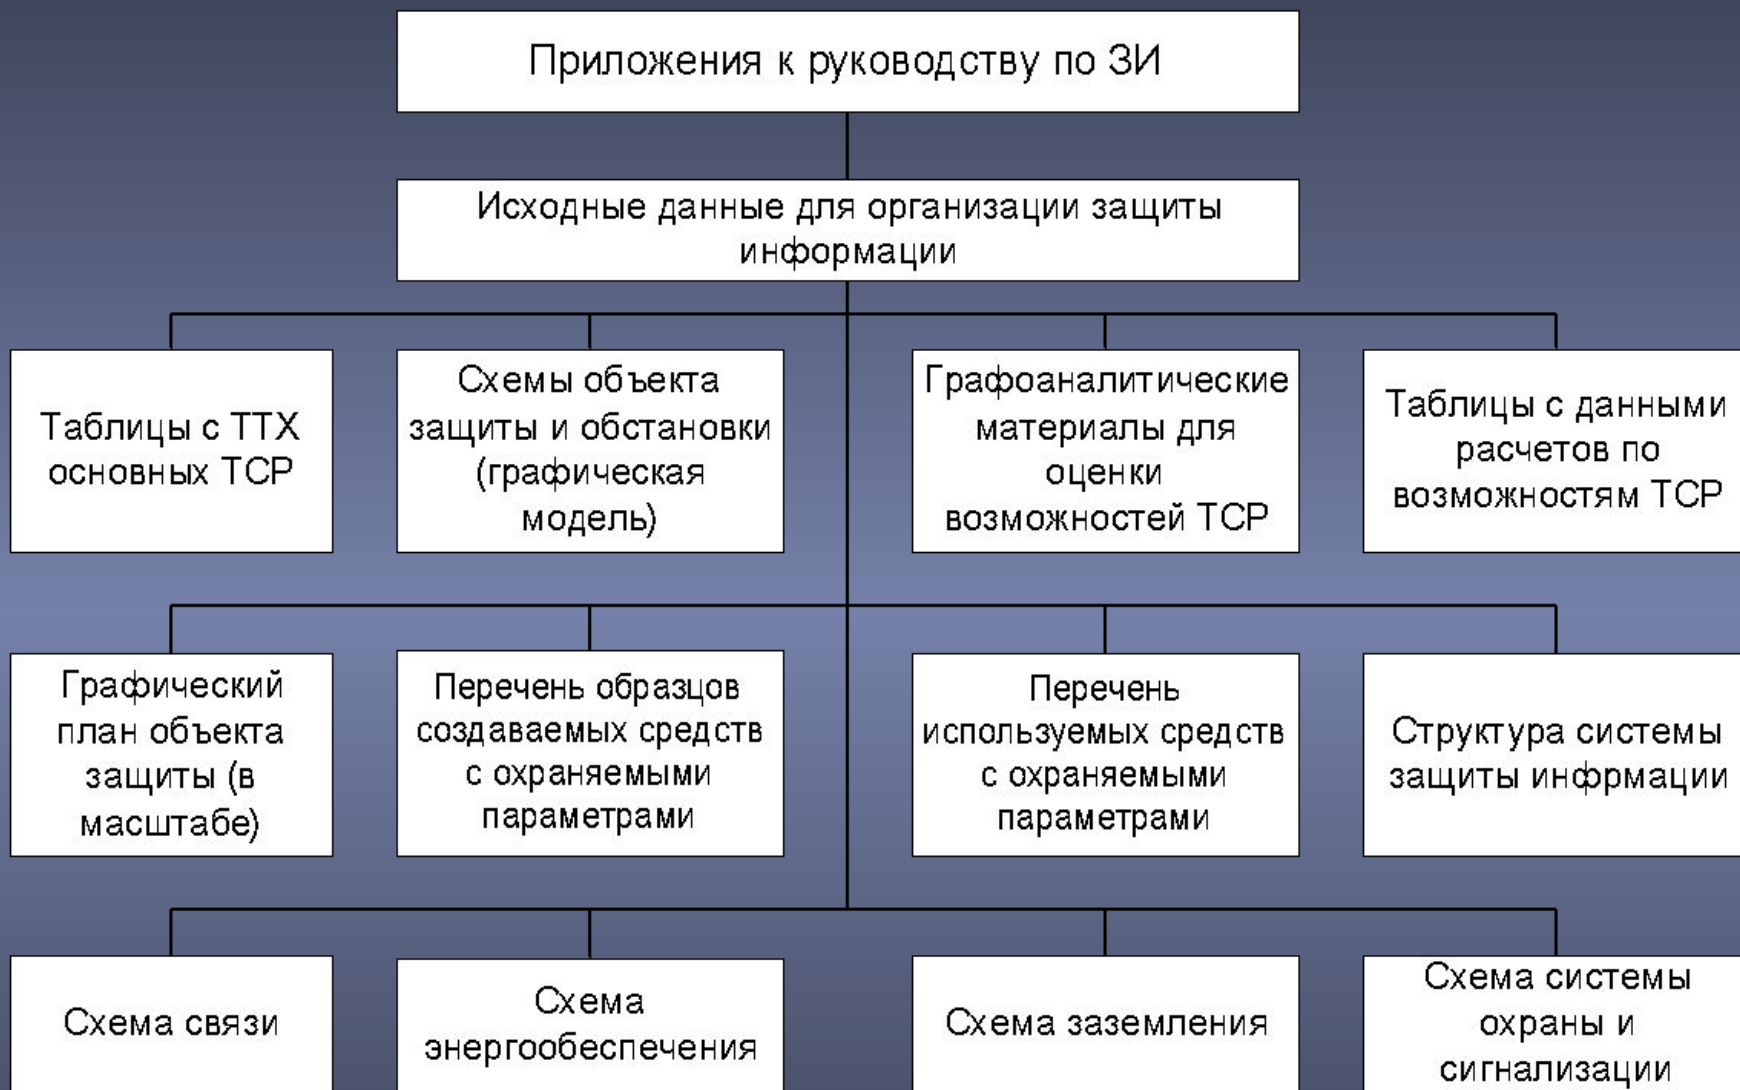 Приложения к руководству по ЗИ
Исходные данные для организации защиты
информации
Таблицы с ТТХ
основных ТСР
Схемы объекта
защиты и обстановки
(графическая
модель)
Графоаналитические
материалы для
оценки
возможностей ТСР
Таблицы с данными
расчетов по
возможностям ТСР
Графический
план объекта
защиты (в
масштабе)
Перечень образцов
создаваемых средств
с охраняемыми
параметрами
Перечень
используемых средств
с охраняемыми
параметрами
Структура системы
защиты инфрмации
Схема связи
Схема
энергообеспечения
Схема заземления
Схема системы
охраны и
сигнализации